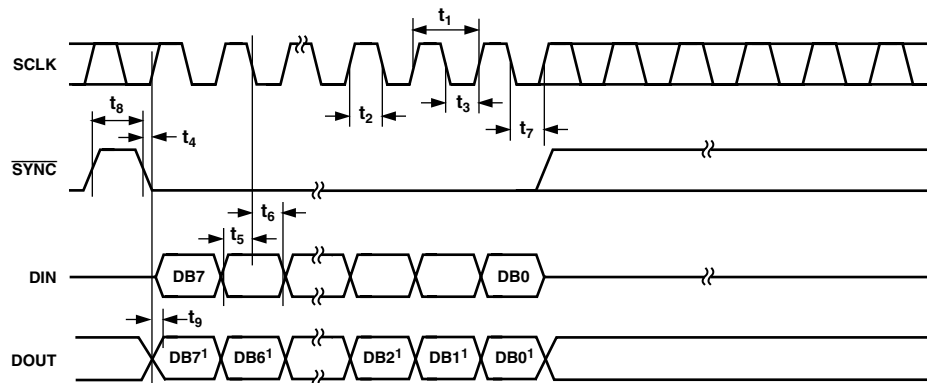 t1
SCLK
t2
t3
t8
t4
t7
SYNC
t6
t5
DIN
DB7
DB0
t9
DOUT
DB7¹
DB6¹
DB2¹
DB1¹
DB0¹